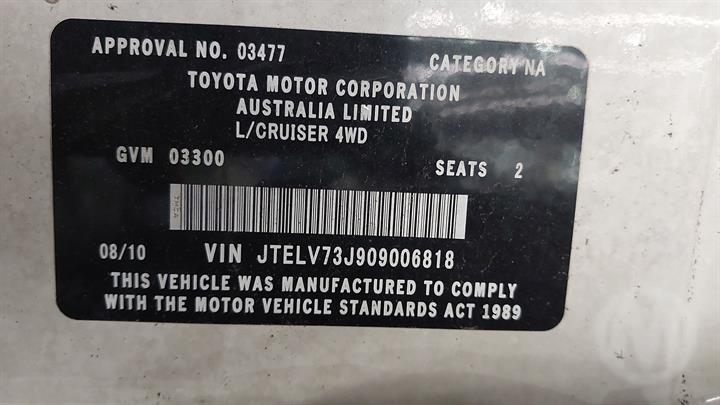 APPROVAL NO. 03477 CATEGORY NA
TOYOTA MOTOR CORPORATION
AUSTRALIA LIMITED
L/CRUISER 4WD
GVM 03300 SEATS 2
08/10 VIN JTELV73J909006818
THIS VEHICLE WAS MANUFACTURED TO COMPLY
WITH THE MOTOR VEHICLE STANDARDS ACT 1989